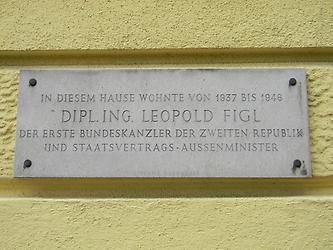 IN DIESEM HAUSE WOHNTE VON 1937 BIS 1946
DIPL. ING. LEOPOLD FIGL
DER ERSTE BUNDESKANZLER DER ZWEITEN REPUBLIK
UND STAATSVERTRAGS-AUSSENMINISTER